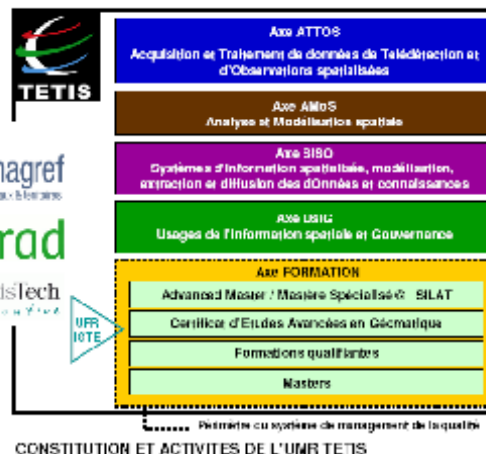 TETIS
Axe ATTOS
Acquisition et Traitement de données de Télédétection et
d'Observations spatialisées
Axe AMoS
Analyse et Modélisation spatiale
Axe SISO
Systèmes d'information spatialisée, modélisation,
extraction et diffusion des dOnnées et connaissances
Axe USIG
Usages de l'Information spatiale et Gouvernance
Axe FORMATION
Advanced Master / Mastère Spécialisé© SILAT
Certificat d'Etudes Avancées en Géomatique
Formations qualifiantes
Masters
nagref
rad
isTech
UFR
Périmètre du système de management de la qualité
CONSTITUTION ET ACTIVITES DE L'UMR TETIS